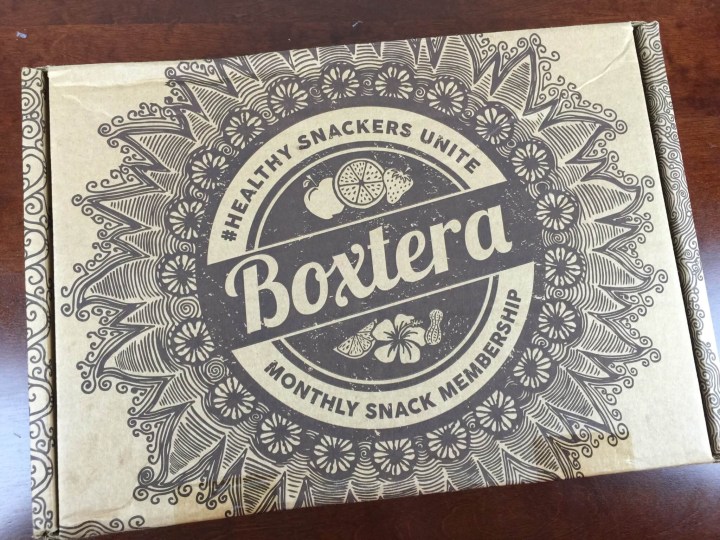 #HEALTHY SNACKERS UNITE
Boxtera
MONTHLY SNACK MEMBERSHIP